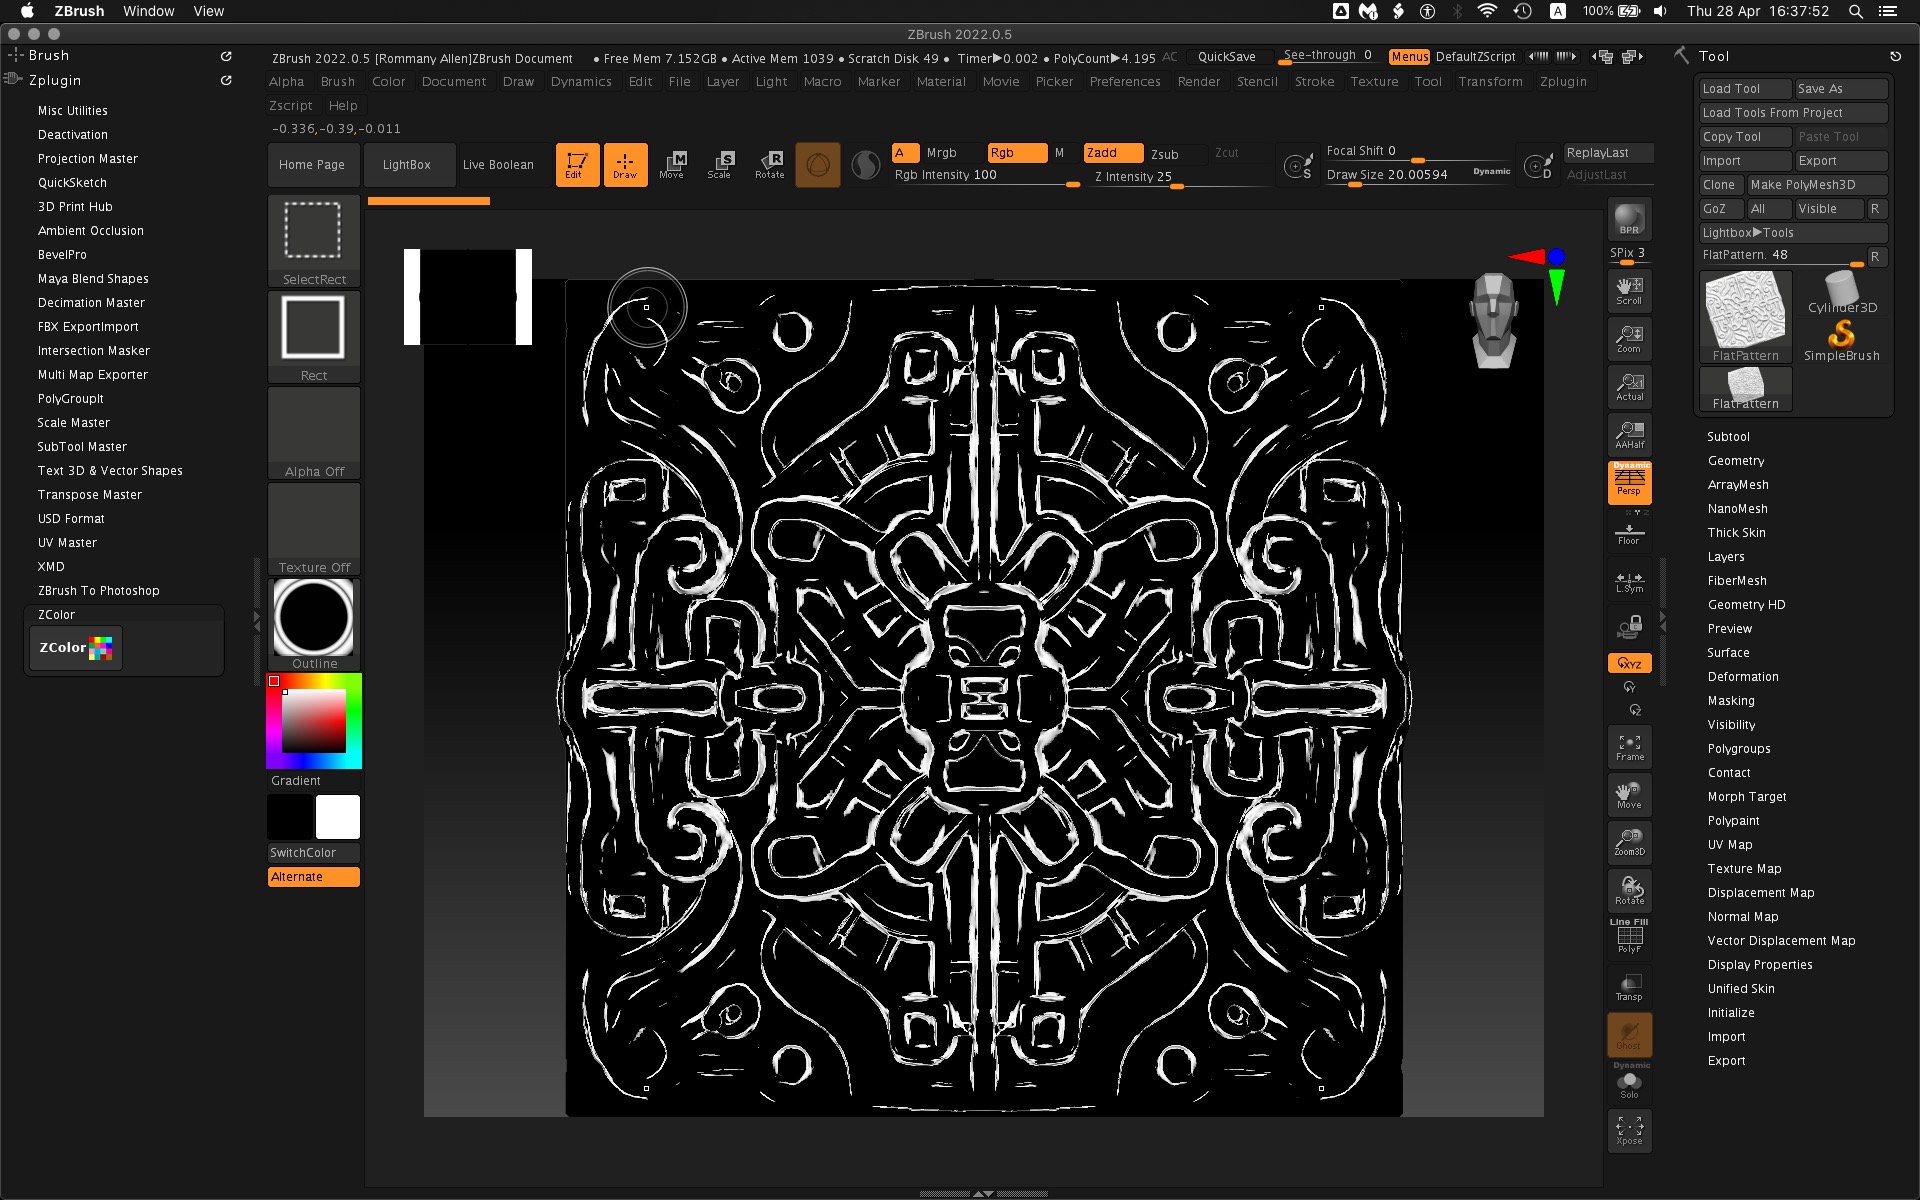 ZBrush Window View
A 100% Thu 28 Apr 16:37:52
ZBrush 2022.0.5
Brush
Zplugin
Misc Utilities
Deactivation
Projection Master
QuickSketch
3D Print Hub
Ambient Occlusion
BevelPro
Maya Blend Shapes
Decimation Master
FBX ExportImport
Intersection Masker
Multi Map Exporter
PolyGroupIt
Scale Master
SubTool Master
Text 3D & Vector Shapes
Transpose Master
USD Format
UV Master
XMD
ZBrush To Photoshop
ZColor
ZColor
ZBrush 2022.0.5 [Rommany Allen]ZBrush Document • Free Mem 7.152GB • Active Mem 1039 • Scratch Disk 49 • Timer▶0.002 • PolyCount▶4.195 AC QuickSave See-through 0 Menus DefaultZScript
Alpha Brush Color Document Draw Dynamics Edit File Layer Light Macro Marker Material Movie Picker Preferences Render Stencil Stroke Texture Tool Transform Zplugin
Zscript Help
-0.336,-0.39,-0.011
Home Page LightBox Live Boolean Edit Draw Move Scale Rotate
M S R
A Mrgb Rgb M Zadd Zsub Zcut
Rgb Intensity 100 Z Intensity 25
S Focal Shift 0
Draw Size 20.00594 Dynamic
D ReplayLast
AdjustLast
SelectRect
Rect
Alpha Off
Texture Off
Outline
Gradient
SwitchColor
Alternate
BPR
SPix 3
Scroll
Zoom
Actual
AAHalf
Dynamic
Persp
Floor
L.Sym
XYZ
Y
Z
Frame
Move
Zoom3D
Rotate
Line Fill
PolyF
Transp
Ghost
Dynamic
Solo
Xpose
Tool
Load Tool Save As
Load Tools From Project
Copy Tool Paste Tool
Import Export
Clone Make PolyMesh3D
GoZ All Visible R
Lightbox▶Tools
FlatPattern. 48 R
FlatPattern
Cylinder3D
SimpleBrush
FlatPattern
Subtool
Geometry
ArrayMesh
NanoMesh
Thick Skin
Layers
FiberMesh
Geometry HD
Preview
Surface
Deformation
Masking
Visibility
Polygroups
Contact
Morph Target
Polypaint
UV Map
Texture Map
Displacement Map
Normal Map
Vector Displacement Map
Display Properties
Unified Skin
Initialize
Import
Export